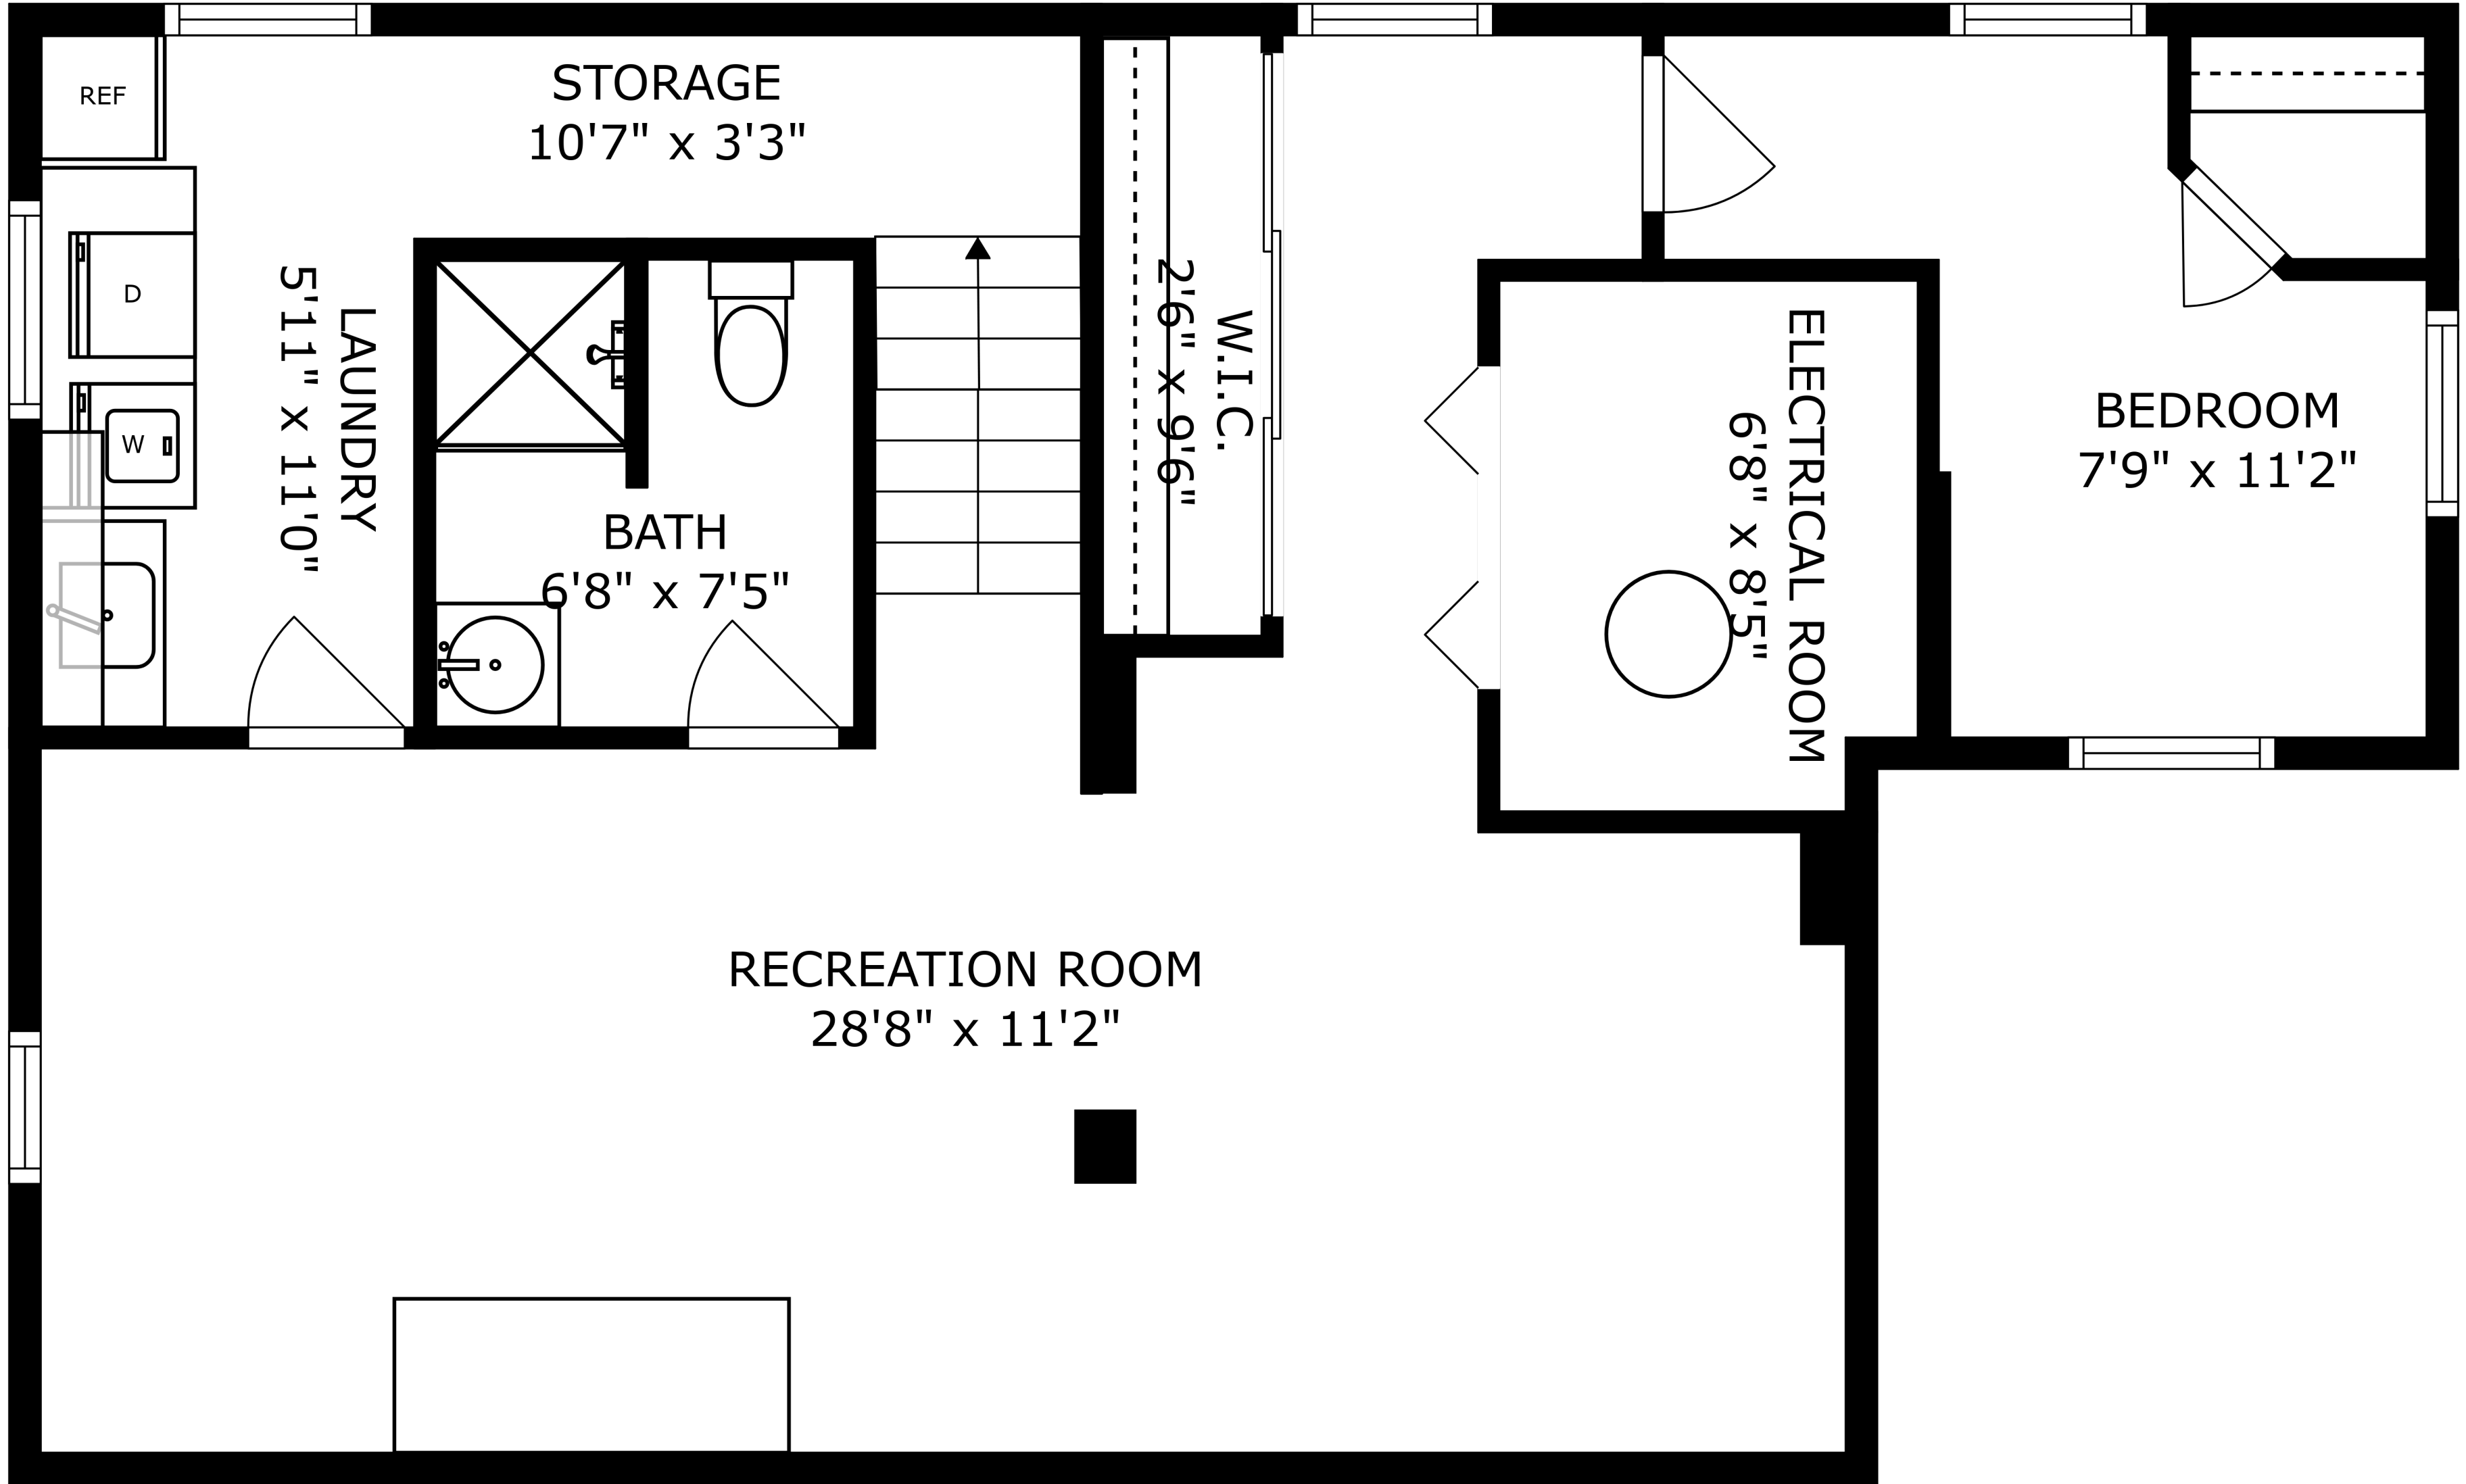 REF
STORAGE
10'7" x 3'3"
D
W
LAUNDRY
5'11" x 11'0"
BATH
6'8" x 7'5"
W.I.C.
2'6" x 9'6"
ELECTRICAL ROOM
6'8" x 8'5"
BEDROOM
7'9" x 11'2"
RECREATION ROOM
28'8" x 11'2"